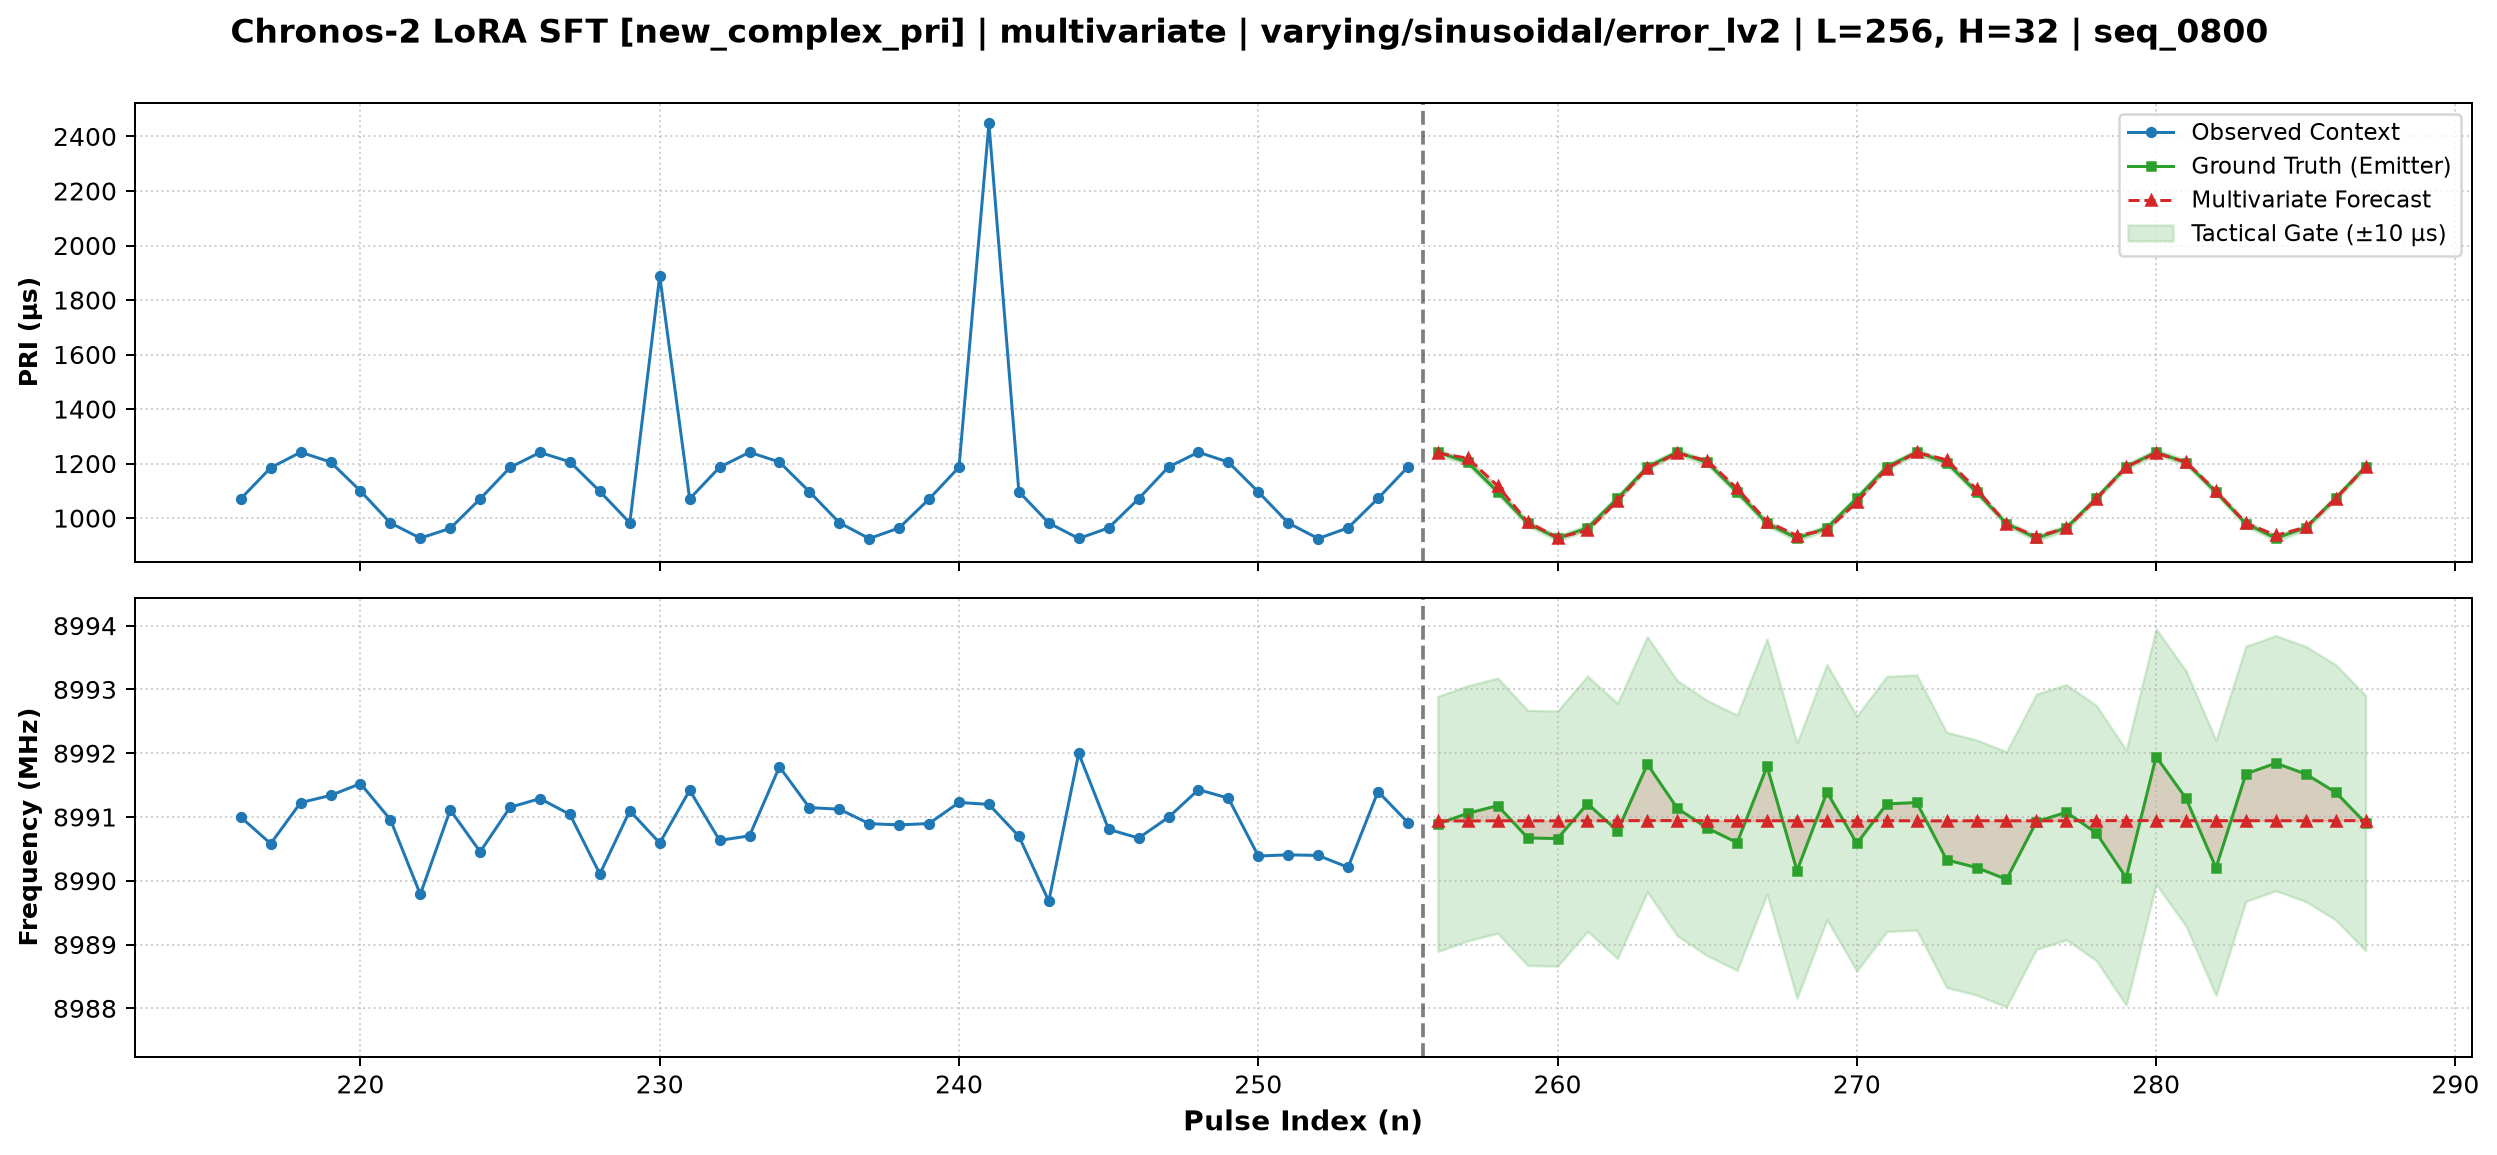 Chronos-2 LoRA SFT [new_complex_pri] | multivariate | varying/sinusoidal/error_lv2 | L=256, H=32 | seq_0800
2400
2200
2000
1800
1600
1400
1200
1000
PRI (µs)
Observed Context
Ground Truth (Emitter)
Multivariate Forecast
Tactical Gate (±10 µs)
8994
8993
8992
8991
8990
8989
8988
Frequency (MHz)
220 230 240 250 260 270 280 290
Pulse Index (n)